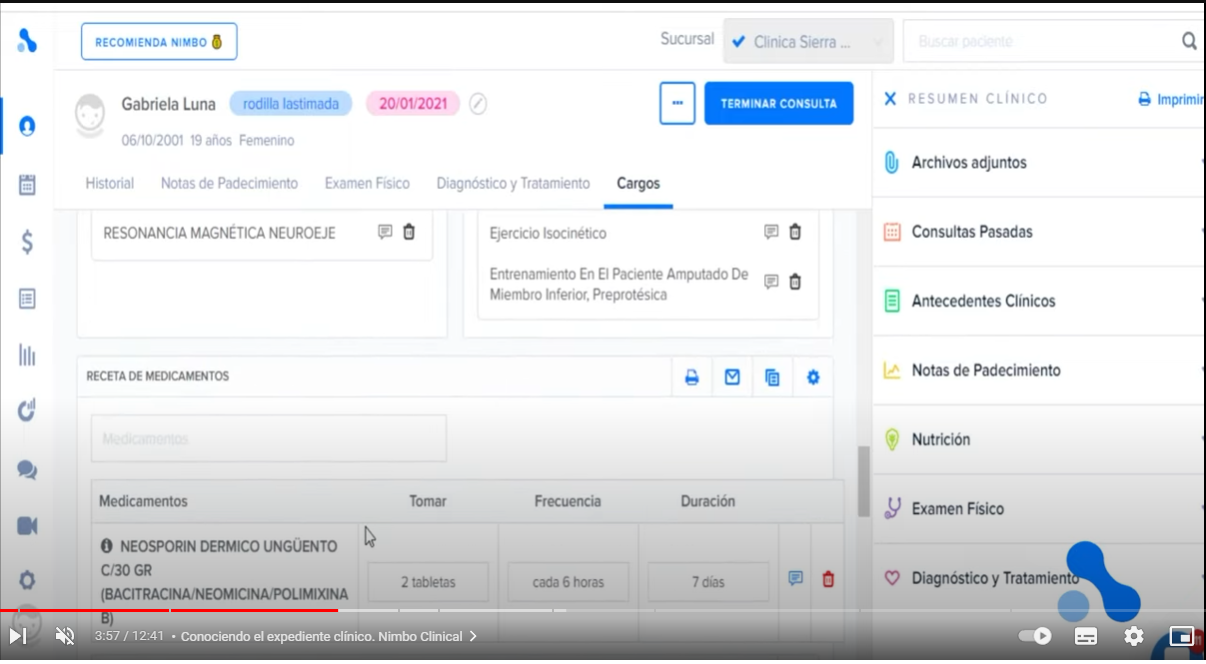 RECOMIENDA NIMBO
Sucursal
Clinica Sierra ...
Buscar paciente
Gabriela Luna
rodilla lastimada
20/01/2021
...
TERMINAR CONSULTA
06/10/2001 19 años Femenino
RESUMEN CLÍNICO
Imprimir
Historial
Notas de Padecimiento
Examen Físico
Diagnóstico y Tratamiento
Cargos
RESONANCIA MAGNÉTICA NEUROEJE
Ejercicio Isocinético
Entrenamiento En El Paciente Amputado De
Miembro Inferior, Preprotésica
RECETA DE MEDICAMENTOS
Medicamentos
Medicamentos
Tomar
Frecuencia
Duración
NEOSPORIN DERMICO UNGÜENTO
C/30 GR
(BACITRACINA/NEOMICINA/POLIMIXINA
B)
2 tabletas
cada 6 horas
7 días
Archivos adjuntos
Consultas Pasadas
Antecedentes Clínicos
Notas de Padecimiento
Nutrición
Examen Físico
Diagnóstico y Tratamiento
3:57 / 12:41 • Conociendo el expediente clínico. Nimbo Clinical